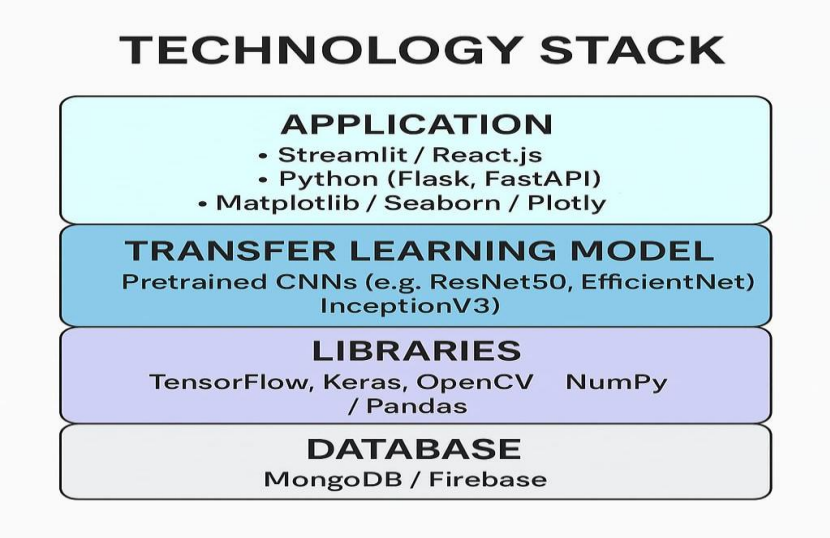 TECHNOLOGY STACK
APPLICATION
• Streamlit / React.js
• Python (Flask, FastAPI)
• Matplotlib / Seaborn / Plotly
TRANSFER LEARNING MODEL
Pretrained CNNs (e.g. ResNet50, EfficientNet)
InceptionV3)
LIBRARIES
TensorFlow, Keras, OpenCV NumPy
/ Pandas
DATABASE
MongoDB / Firebase